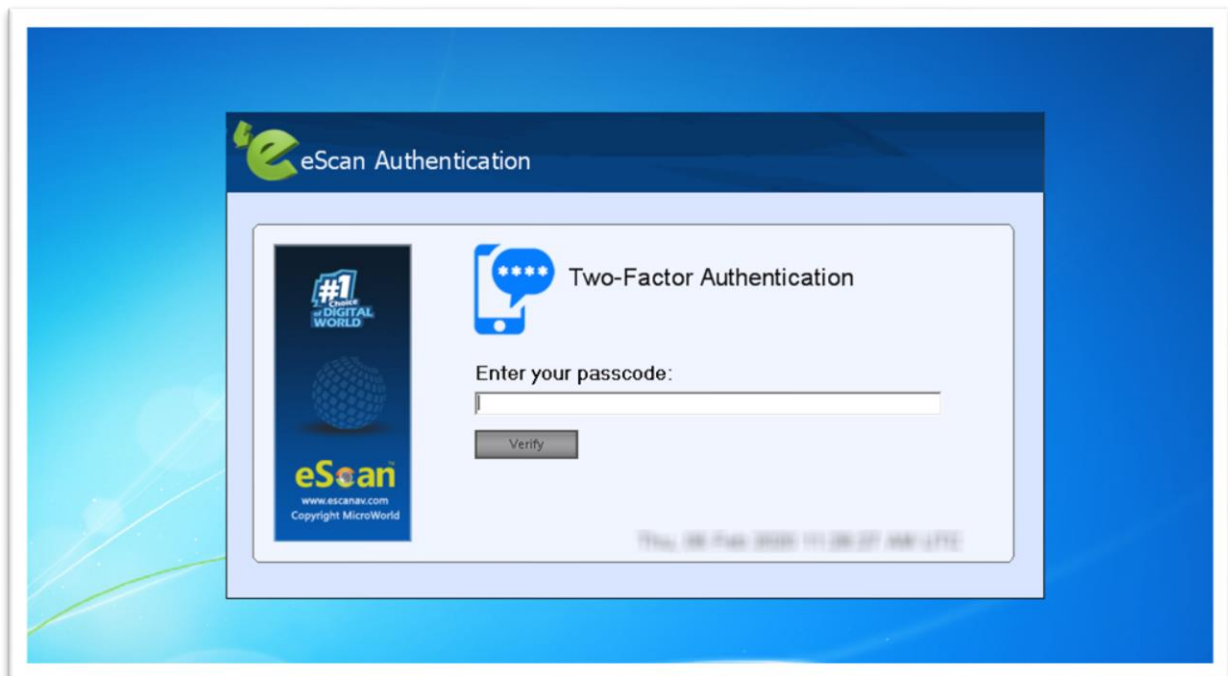 eScan Authentication
#1
Choice
of DIGITAL
WORLD
eScan
www.escanav.com
Copyright MicroWorld
****
Two-Factor Authentication
Enter your passcode:
Verify